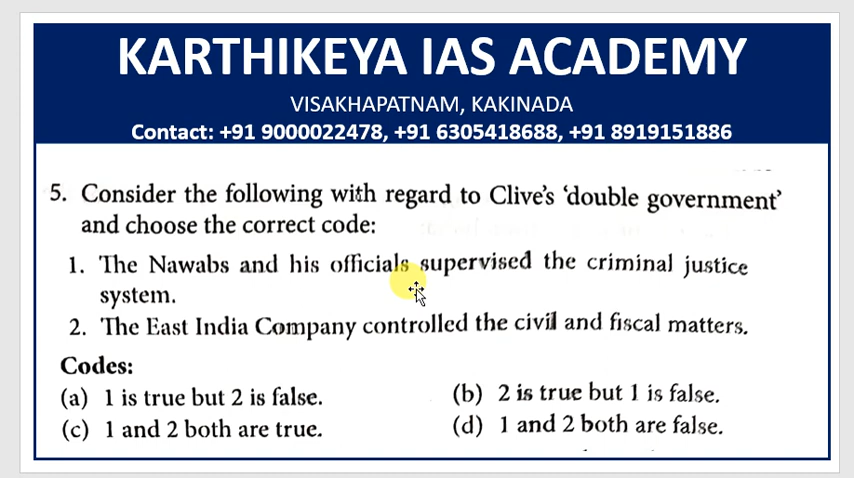 KARTHIKEYA IAS ACADEMY
VISAKHAPATNAM, KAKINADA
Contact: +91 9000022478, +91 6305418688, +91 8919151886
5. Consider the following with regard to Clive's 'double government'
and choose the correct code:
1. The Nawabs and his officials supervised the criminal justice
system.
2. The East India Company controlled the civil and fiscal matters.
Codes:
(a) 1 is true but 2 is false.
(b) 2 is true but 1 is false.
(c) 1 and 2 both are true.
(d) 1 and 2 both are false.